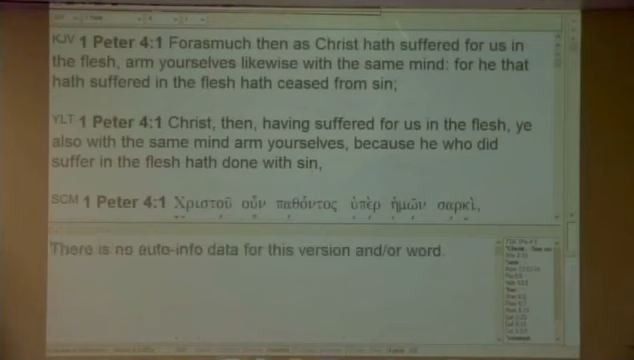 KJV 1 Peter 4:1 Forasmuch then as Christ hath suffered for us in
the flesh, arm yourselves likewise with the same mind: for he that
hath suffered in the flesh hath ceased from sin;
YLT 1 Peter 4:1 Christ, then, having suffered for us in the flesh, ye
also with the same mind arm yourselves, because he who did
suffer in the flesh hath done with sin,
SCM 1 Peter 4:1 Χριστοῦ οὖν παθόντος ὑπὲρ ἡμῶν σαρκὶ,
There is no auto-info data for this version and/or word.